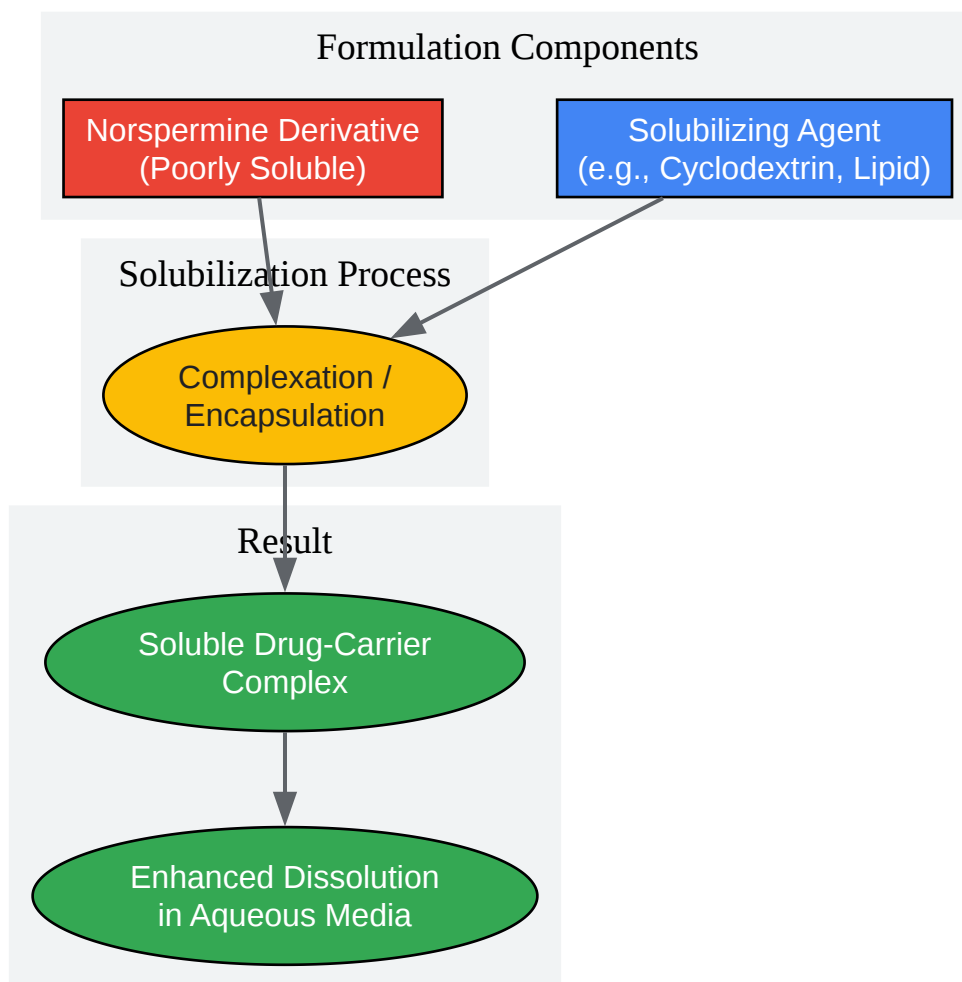 Formulation Components
Norspermine Derivative
(Poorly Soluble)
Solubilizing Agent
(e.g., Cyclodextrin, Lipid)
Solubilization Process
Complexation /
Encapsulation
Result
Soluble Drug-Carrier
Complex
Enhanced Dissolution
in Aqueous Media